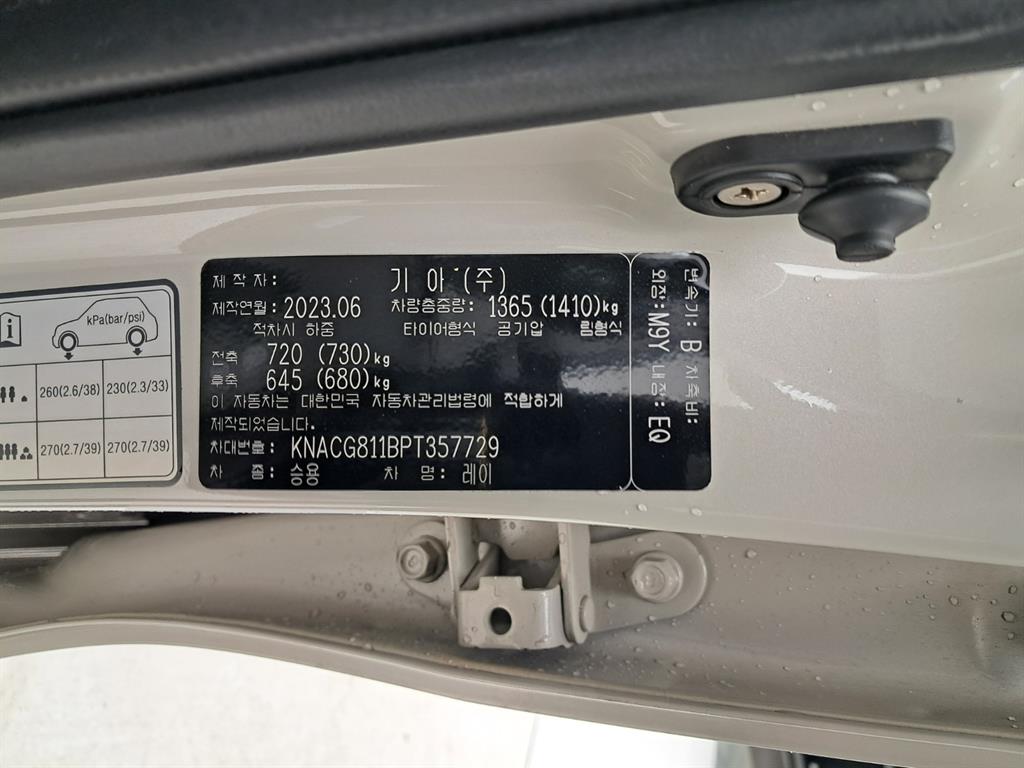 kPa(bar/psi)
260(2.6/38) 230(2.3/33)
270(2.7/39) 270(2.7/39)
제 작 자: 기 아 (주)
제작연월: 2023.06 차량총중량: 1365 (1410)kg
적차시 하중 타이어형식 공기압 림형식
전축 720 (730)kg
후축 645 (680)kg
이 자동차는 대한민국 자동차관리법령에 적합하게
제작되었습니다.
차대번호: KNACG811BPT357729
차 종: 승용 차 명: 레이
변속기: B 차축비:
외장:M9Y 내장:EQ